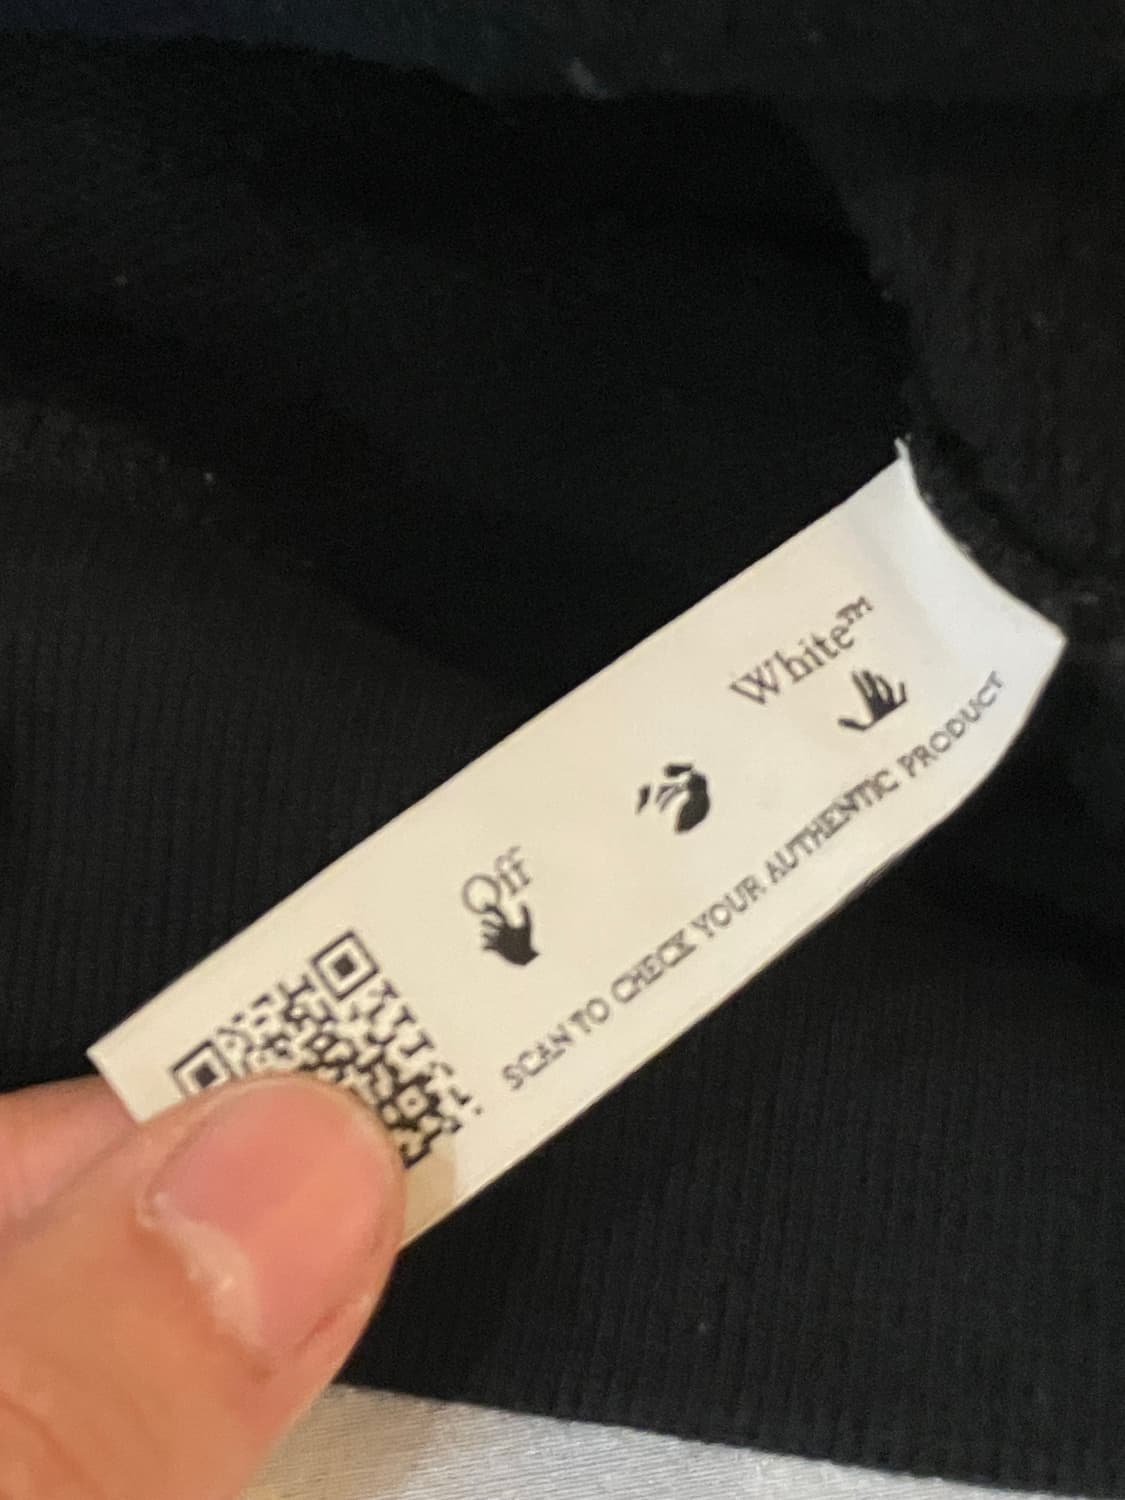 Off
White™
SCAN TO CHECK YOUR AUTHENTIC PRODUCT